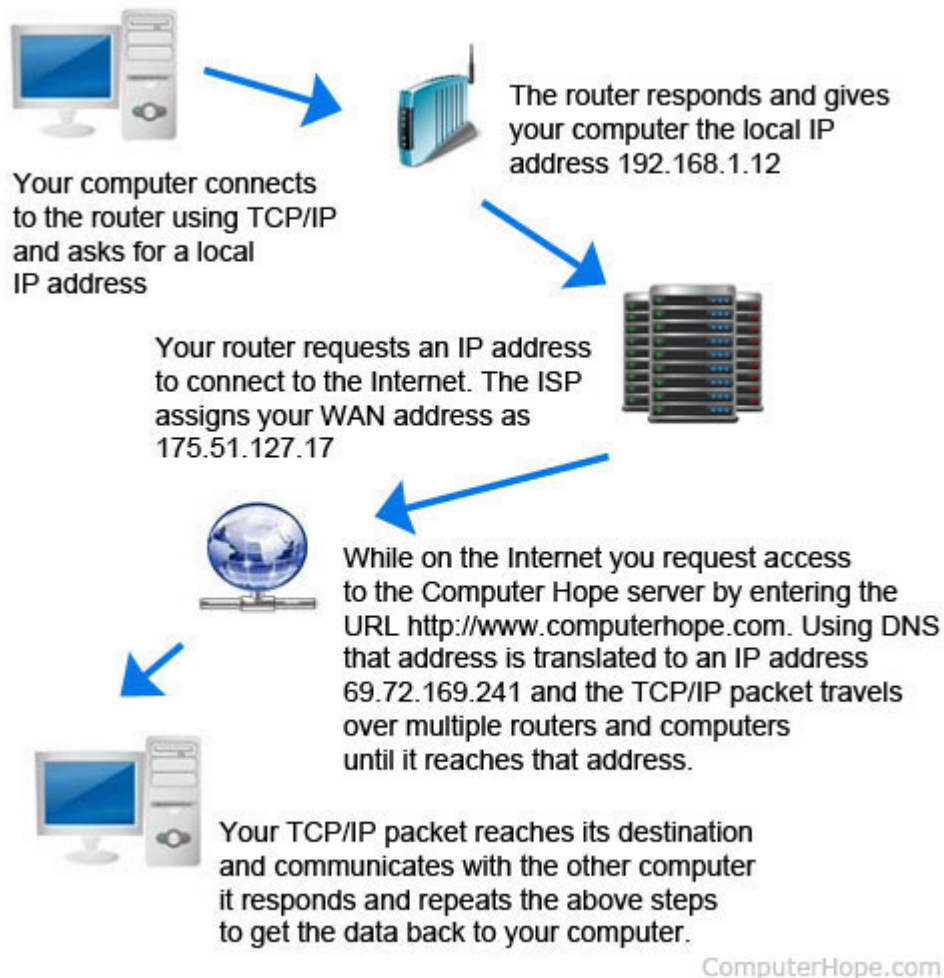 The router responds and gives
your computer the local IP
address 192.168.1.12
Your computer connects
to the router using TCP/IP
and asks for a local
IP address
Your router requests an IP address
to connect to the Internet. The ISP
assigns your WAN address as
175.51.127.17
While on the Internet you request access
to the Computer Hope server by entering the
URL http://www.computerhope.com. Using DNS
that address is translated to an IP address
69.72.169.241 and the TCP/IP packet travels
over multiple routers and computers
until it reaches that address.
Your TCP/IP packet reaches its destination
and communicates with the other computer
it responds and repeats the above steps
to get the data back to your computer.
ComputerHope.com